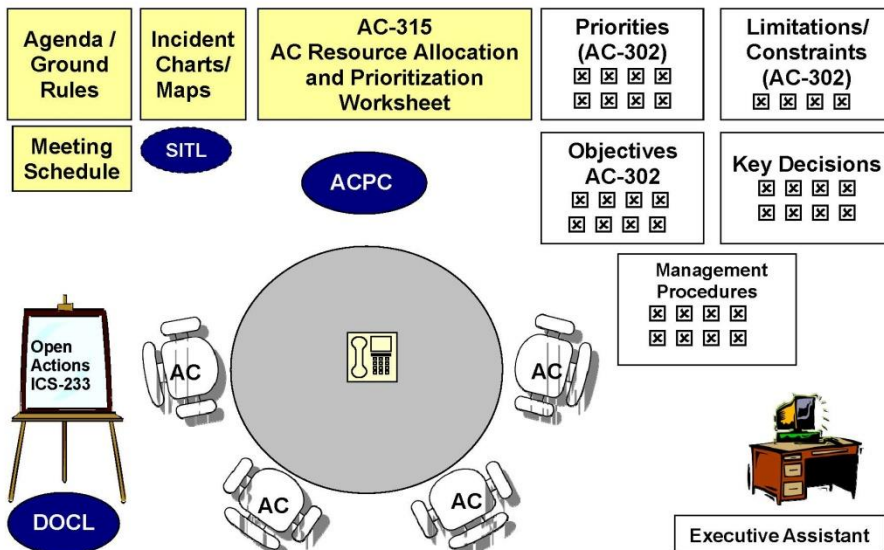 Agenda /
Ground
Rules
Incident
Charts/
Maps
AC-315
AC Resource Allocation
and Prioritization
Worksheet
Priorities
(AC-302)
Limitations/
Constraints
(AC-302)
Meeting
Schedule
SITL
ACPC
Objectives
AC-302
Key Decisions
Management
Procedures
Open
Actions
ICS-233
AC
AC
AC
AC
DOCL
Executive Assistant